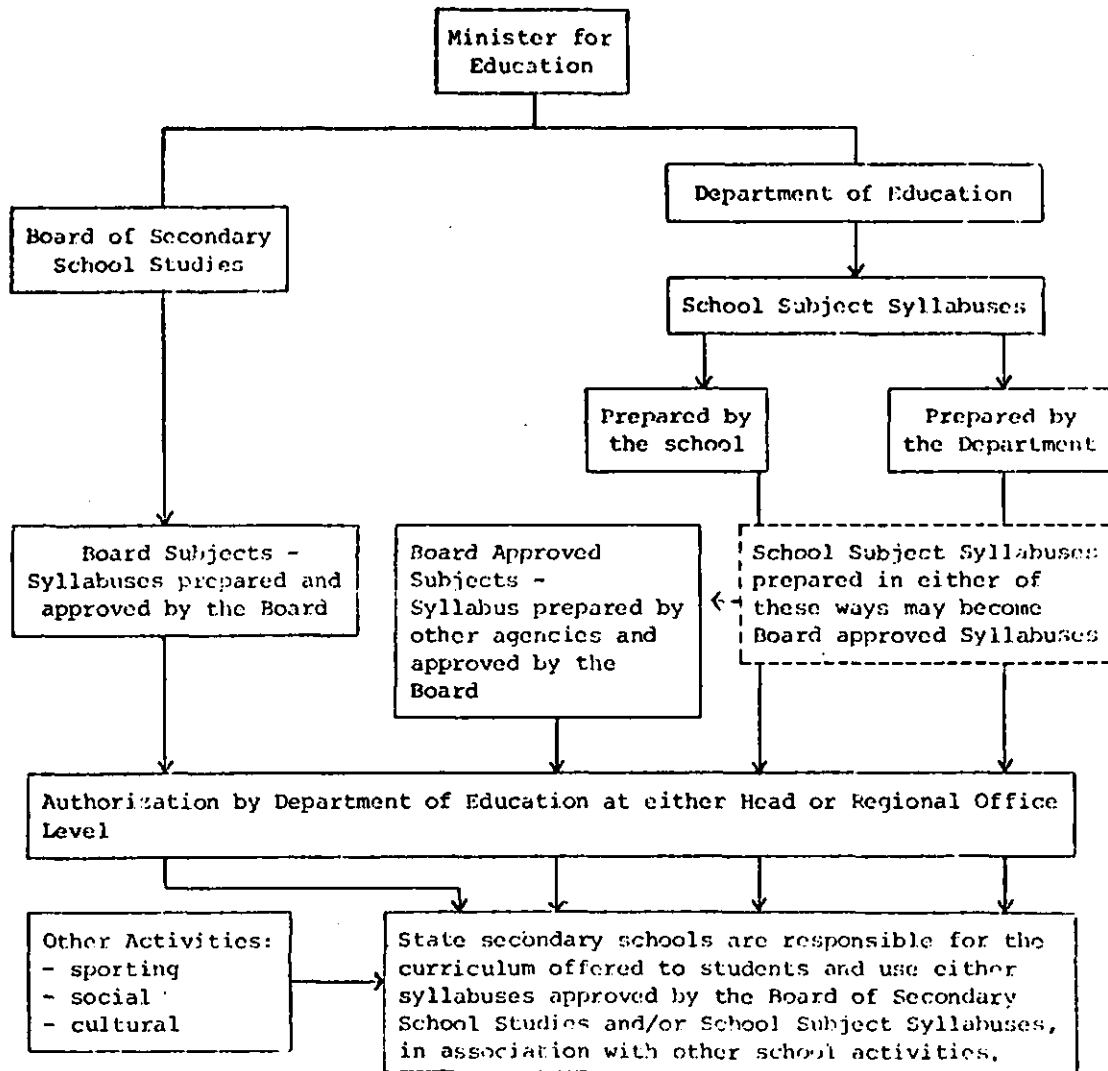 Minister for
Education
Department of Education
Board of Secondary
School Studies
School Subject Syllabuses
Prepared by
the school
Prepared by
the Department
Board Subjects -
Syllabuses prepared and
approved by the Board
Board Approved
Subjects -
Syllabus prepared by
other agencies and
approved by the
Board
School Subject Syllabuses
prepared in either of
these ways may become
Board approved Syllabuses
Authorization by Department of Education at either Head or Regional Office
Level
Other Activities:
- sporting
- social
- cultural
State secondary schools are responsible for the
curriculum offered to students and use either
syllabuses approved by the Board of Secondary
School Studies and/or School Subject Syllabuses,
in association with other school activities.